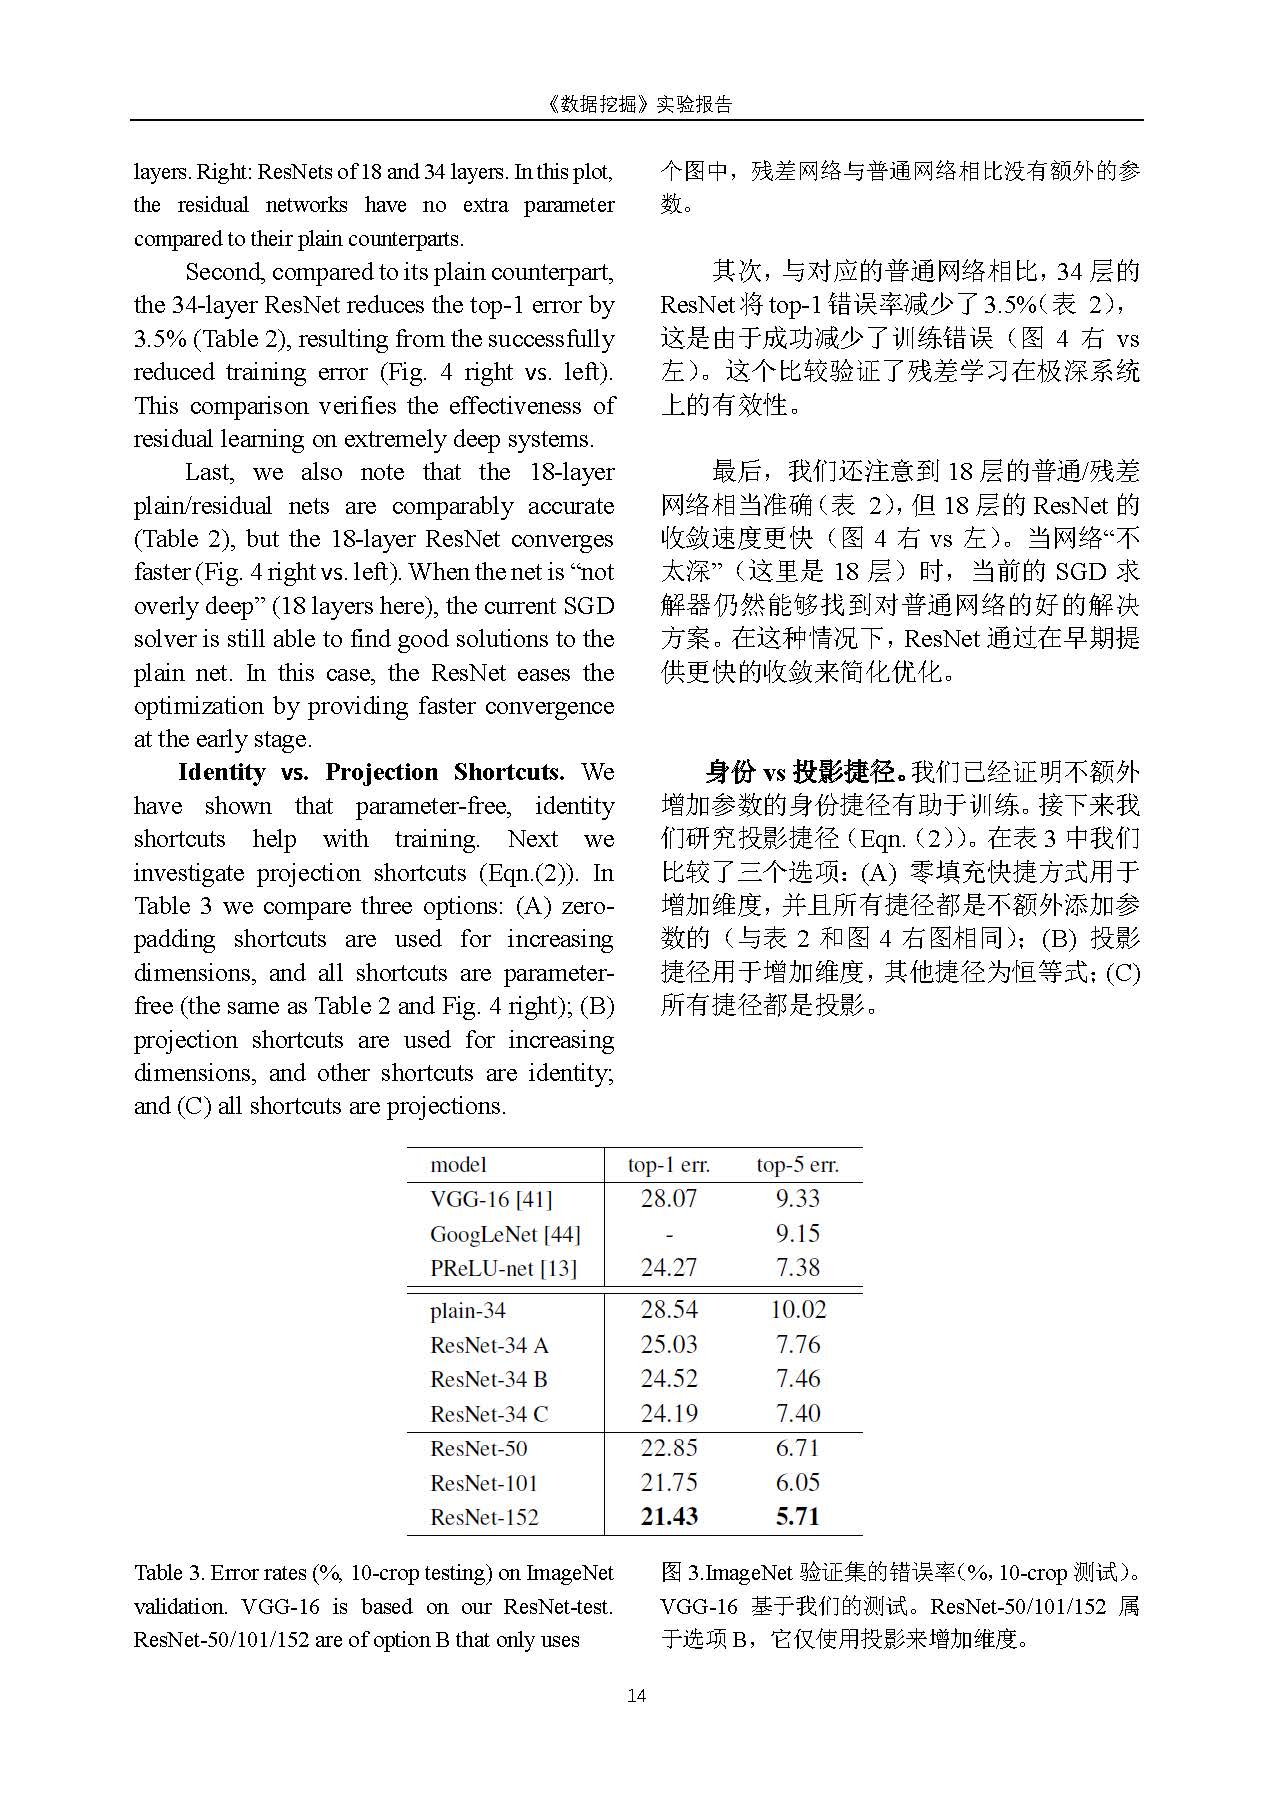 《数据挖掘》实验报告
layers. Right: ResNets of 18 and 34 layers. In this plot,
the residual networks have no extra parameter
compared to their plain counterparts.
Second, compared to its plain counterpart,
the 34-layer ResNet reduces the top-1 error by
3.5% (Table 2), resulting from the successfully
reduced training error (Fig. 4 right vs. left).
This comparison verifies the effectiveness of
residual learning on extremely deep systems.
Last, we also note that the 18-layer
plain/residual nets are comparably accurate
(Table 2), but the 18-layer ResNet converges
faster (Fig. 4 right vs. left). When the net is “not
overly deep” (18 layers here), the current SGD
solver is still able to find good solutions to the
plain net. In this case, the ResNet eases the
optimization by providing faster convergence
at the early stage.
Identity vs. Projection Shortcuts. We
have shown that parameter-free, identity
shortcuts help with training. Next we
investigate projection shortcuts (Eqn.(2)). In
Table 3 we compare three options: (A) zero-
padding shortcuts are used for increasing
dimensions, and all shortcuts are parameter-
free (the same as Table 2 and Fig. 4 right); (B)
projection shortcuts are used for increasing
dimensions, and other shortcuts are identity;
and (C) all shortcuts are projections.
个图中，残差网络与普通网络相比没有额外的参
数。
其次，与对应的普通网络相比，34 层的
ResNet 将 top-1 错误率减少了 3.5%（表 2），
这是由于成功减少了训练错误（图 4 右 vs
左）。这个比较验证了残差学习在极深系统
上的有效性。
最后，我们还注意到 18 层的普通/残差
网络相当准确（表 2），但 18 层的 ResNet 的
收敛速度更快（图 4 右 vs 左）。当网络“不
太深”（这里是 18 层）时，当前的 SGD 求
解器仍然能够找到对普通网络的好的解决
方案。在这种情况下，ResNet 通过在早期提
供更快的收敛来简化优化。
身份 vs 投影捷径。我们已经证明不额外
增加参数的身份捷径有助于训练。接下来我
们研究投影捷径（Eqn.（2））。在表 3 中我们
比较了三个选项：(A) 零填充快捷方式用于
增加维度，并且所有捷径都是不额外添加参
数的（与表 2 和图 4 右图相同）；(B) 投影
捷径用于增加维度，其他捷径为恒等式；(C)
所有捷径都是投影。
model top-1 err. top-5 err.
VGG-16 [41] 28.07 9.33
GoogLeNet [44] - 9.15
PReLU-net [13] 24.27 7.38
plain-34 28.54 10.02
ResNet-34 A 25.03 7.76
ResNet-34 B 24.52 7.46
ResNet-34 C 24.19 7.40
ResNet-50 22.85 6.71
ResNet-101 21.75 6.05
ResNet-152 21.43 5.71
Table 3. Error rates (%, 10-crop testing) on ImageNet
validation. VGG-16 is based on our ResNet-test.
ResNet-50/101/152 are of option B that only uses
图 3.ImageNet 验证集的错误率（%，10-crop 测试）。
VGG-16 基于我们的测试。ResNet-50/101/152 属
于选项 B，它仅使用投影来增加维度。
14